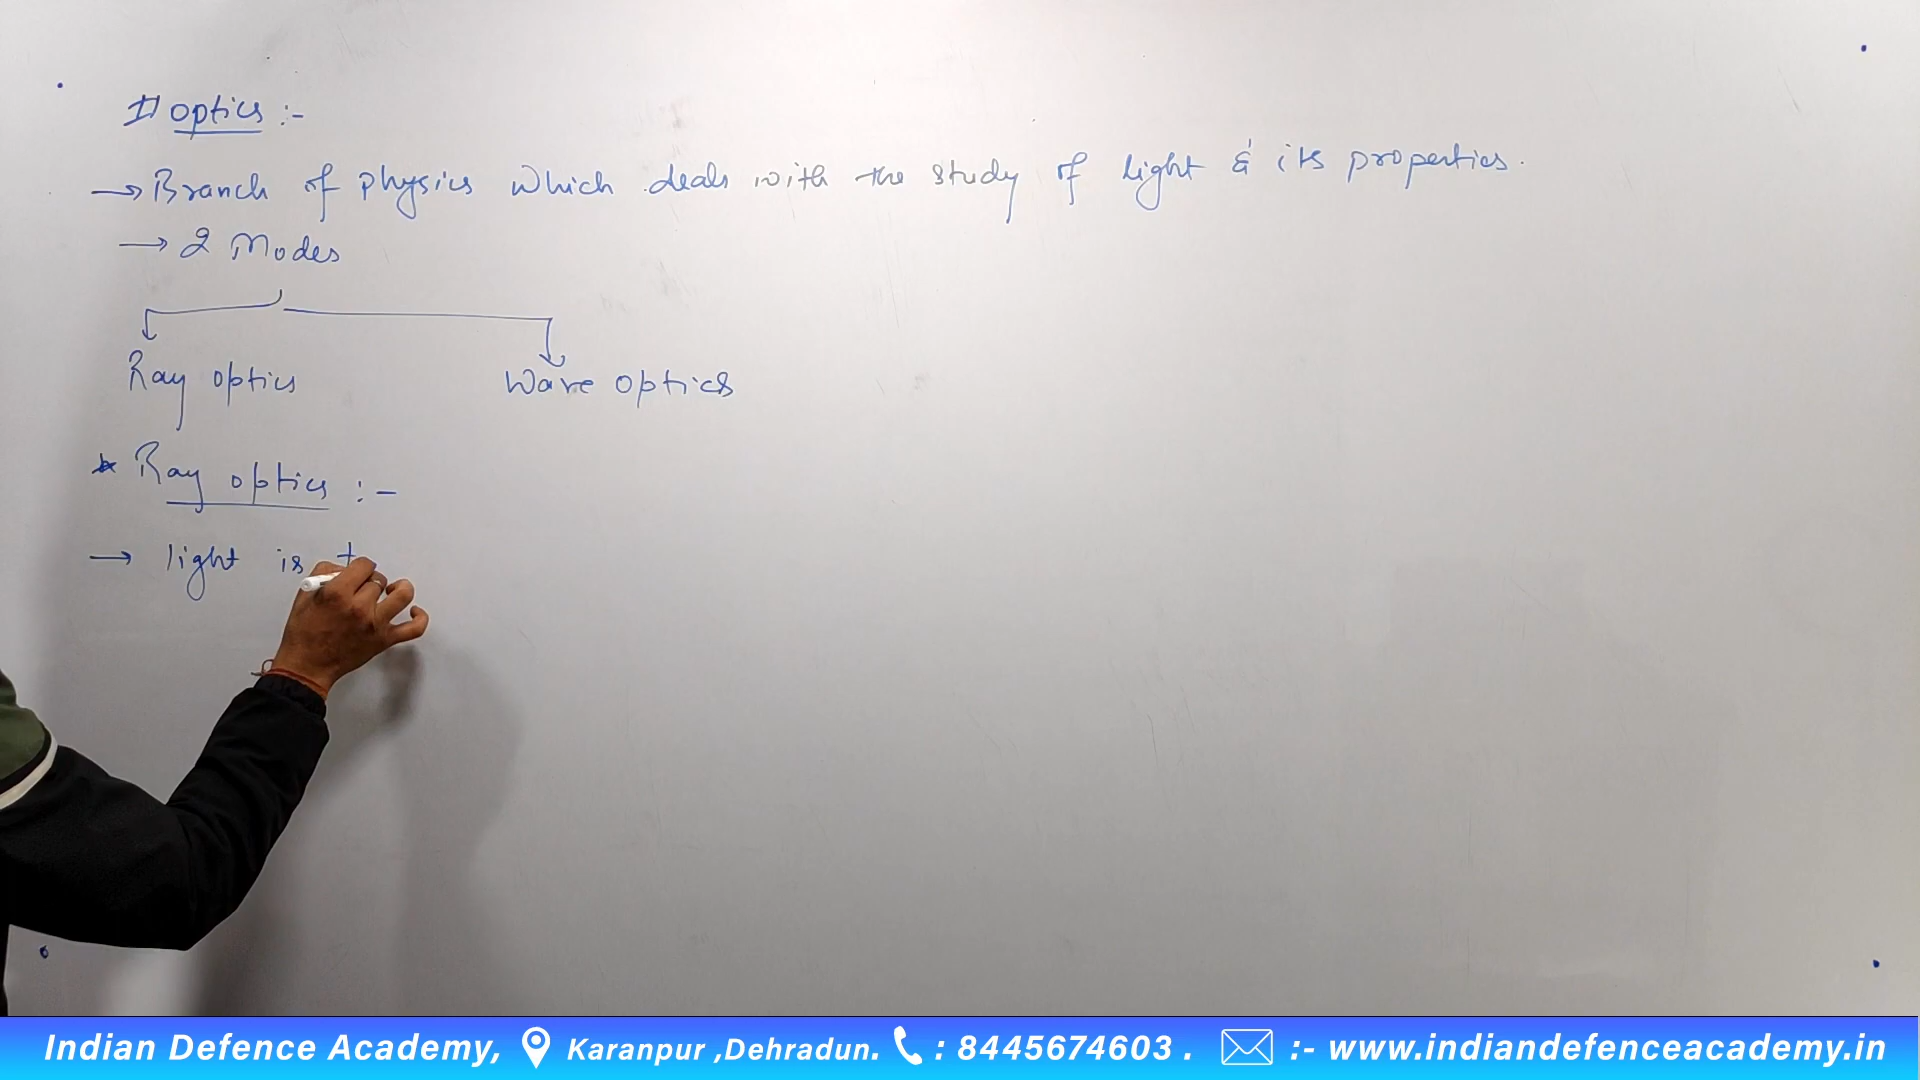 # optics :-
→ Branch of physics which deals with the study of light & its properties.
→ 2 Modes
Ray optics
Wave optics
* Ray optics :-
→ light is t
Indian Defence Academy, Karanpur ,Dehradun. : 8445674603 . :- www.indiandefenceacademy.in